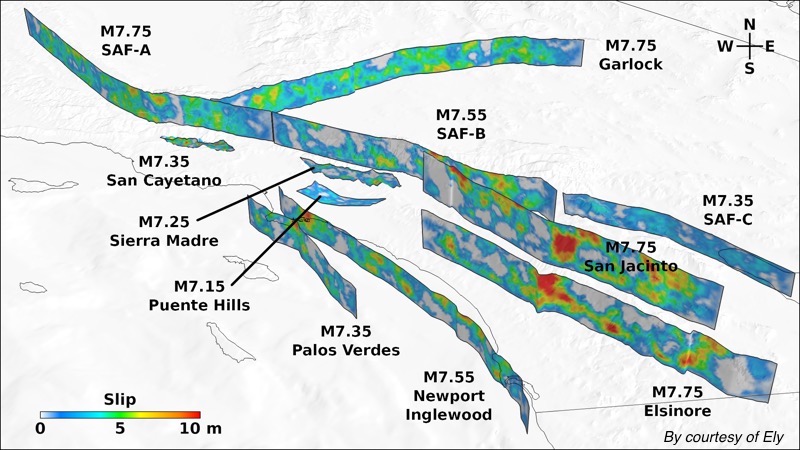 M7.75
SAF-A
M7.75
Garlock
N
W E
S
M7.55
SAF-B
M7.35
San Cayetano
M7.25
Sierra Madre
M7.15
Puente Hills
M7.35
SAF-C
M7.75
San Jacinto
M7.35
Palos Verdes
M7.55
Newport
Inglewood
M7.75
Elsinore
Slip
0 5 10 m
By courtesy of Ely